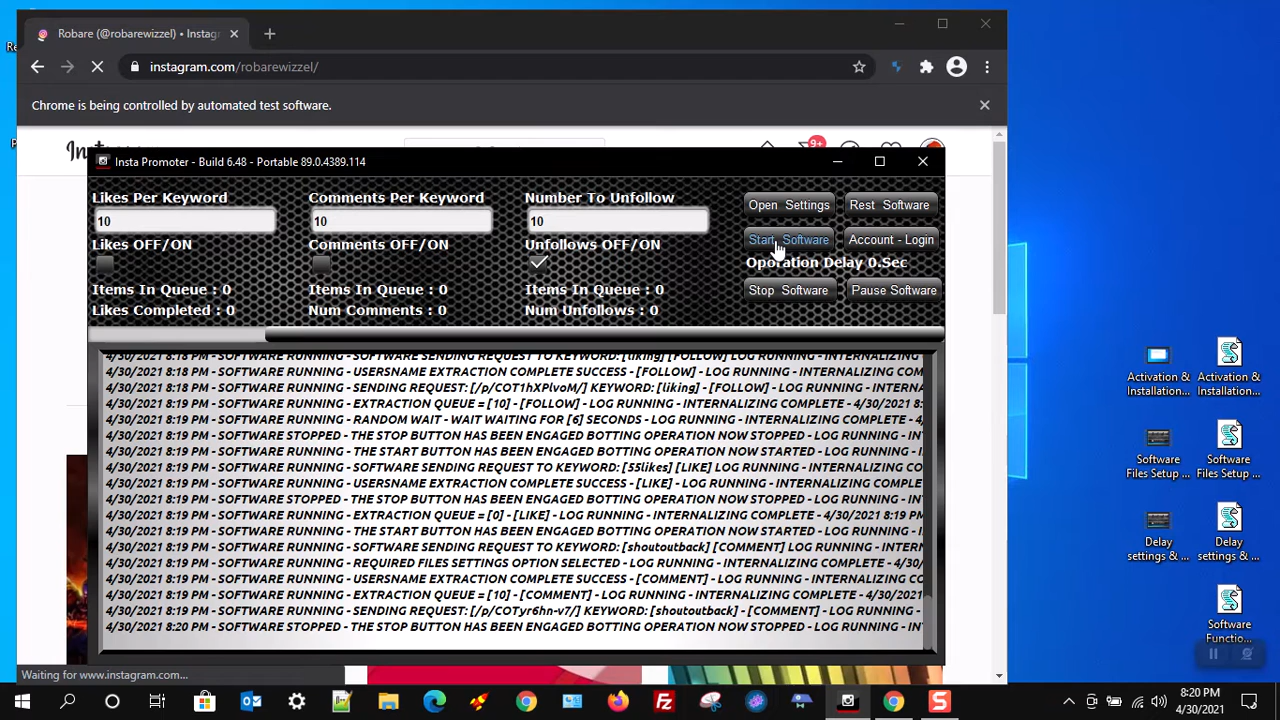 Robare (@robarewizzel) • Instagr
instagram.com/robarewizzel/
Chrome is being controlled by automated test software.
9+
Insta Promoter - Build 6.48 - Portable 89.0.4389.114
Likes Per Keyword Comments Per Keyword Number To Unfollow Open Settings Rest Software
10 10 10
Likes OFF/ON Comments OFF/ON Unfollows OFF/ON Start Software Account - Login
Oporation Delay 0.Sec
Items In Queue : 0 Items In Queue : 0 Items In Queue : 0 Stop Software Pause Software
Likes Completed : 0 Num Comments : 0 Num Unfollows : 0
4/30/2021 8:18 PM - SOFTWARE RUNNING - SOFTWARE SENDING REQUEST TO KEYWORD: [liking] [FOLLOW] LOG RUNNING - INTERNALIZING
4/30/2021 8:18 PM - SOFTWARE RUNNING - USERSNAME EXTRACTION COMPLETE SUCCESS - [FOLLOW] - LOG RUNNING - INTERNALIZING COM
4/30/2021 8:18 PM - SOFTWARE RUNNING - SENDING REQUEST: [/p/COT1hXPlvoM/] KEYWORD: [liking] - [FOLLOW] - LOG RUNNING - INTERNA
4/30/2021 8:19 PM - SOFTWARE RUNNING - EXTRACTION QUEUE = [10] - [FOLLOW] - LOG RUNNING - INTERNALIZING COMPLETE - 4/30/2021 8:
4/30/2021 8:19 PM - SOFTWARE RUNNING - RANDOM WAIT - WAIT WAITING FOR [6] SECONDS - LOG RUNNING - INTERNALIZING COMPLETE - 4/
4/30/2021 8:19 PM - SOFTWARE STOPPED - THE STOP BUTTON HAS BEEN ENGAGED BOTTING OPERATION NOW STOPPED - LOG RUNNING - IN
4/30/2021 8:19 PM - SOFTWARE RUNNING - THE START BUTTON HAS BEEN ENGAGED BOTTING OPERATION NOW STARTED - LOG RUNNING - IN
4/30/2021 8:19 PM - SOFTWARE RUNNING - SOFTWARE SENDING REQUEST TO KEYWORD: [55likes] [LIKE] LOG RUNNING - INTERNALIZING CO
4/30/2021 8:19 PM - SOFTWARE RUNNING - USERSNAME EXTRACTION COMPLETE SUCCESS - [LIKE] - LOG RUNNING - INTERNALIZING COMPLE
4/30/2021 8:19 PM - SOFTWARE STOPPED - THE STOP BUTTON HAS BEEN ENGAGED BOTTING OPERATION NOW STOPPED - LOG RUNNING - IN
4/30/2021 8:19 PM - SOFTWARE RUNNING - EXTRACTION QUEUE = [0] - [LIKE] - LOG RUNNING - INTERNALIZING COMPLETE - 4/30/2021 8:19 PM
4/30/2021 8:19 PM - SOFTWARE RUNNING - THE START BUTTON HAS BEEN ENGAGED BOTTING OPERATION NOW STARTED - LOG RUNNING - IN
4/30/2021 8:19 PM - SOFTWARE RUNNING - SOFTWARE SENDING REQUEST TO KEYWORD: [shoutoutback] [COMMENT] LOG RUNNING - INTERN
4/30/2021 8:19 PM - SOFTWARE RUNNING - REQUIRED FILES SETTINGS OPTION SELECTED - LOG RUNNING - INTERNALIZING COMPLETE - 4/30/
4/30/2021 8:19 PM - SOFTWARE RUNNING - USERSNAME EXTRACTION COMPLETE SUCCESS - [COMMENT] - LOG RUNNING - INTERNALIZING
4/30/2021 8:19 PM - SOFTWARE RUNNING - EXTRACTION QUEUE = [10] - [COMMENT] - LOG RUNNING - INTERNALIZING COMPLETE - 4/30/2021
4/30/2021 8:19 PM - SOFTWARE RUNNING - SENDING REQUEST: KEYWORD: [shoutoutback] - [COMMENT] - LOG RUNNING -
4/30/2021 8:20 PM - SOFTWARE STOPPED - THE STOP BUTTON HAS BEEN ENGAGED BOTTING OPERATION NOW STOPPED - LOG RUNNING - IN
Waiting for www.instagram.com...
Activation & Installation... Activation & Installation...
Software Files Setup ... Software Files Setup ...
Delay settings & ... Delay settings & ...
Software Functio...
8:20 PM
4/30/2021